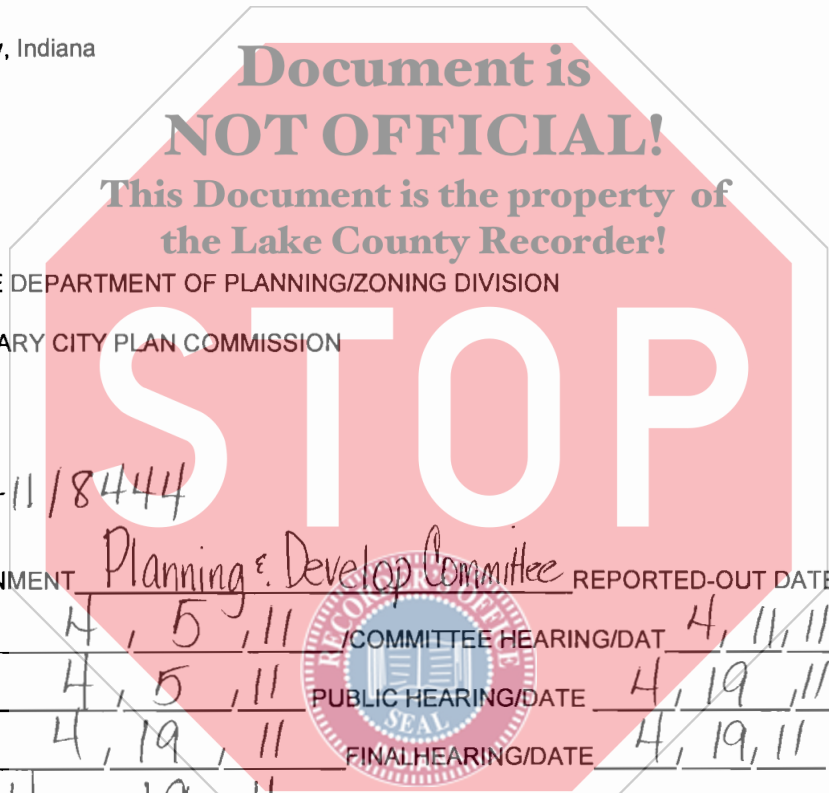 , Indiana
Document is
NOT OFFICIAL!
This Document is the property of
the Lake County Recorder!
DEPARTMENT OF PLANNING/ZONING DIVISION
ARY CITY PLAN COMMISSION
STOP
-11/8444
NMENT Planning & Develop Committee REPORTED-OUT DATE
4, 5, 11 /COMMITTEE HEARING/DAT 4, 11, 11
4, 5, 11 PUBLIC HEARING/DATE 4, 19, 11
4, 19, 11 FINALHEARING/DATE 4, 19, 11
RECORDER'S OFFICE
SEAL